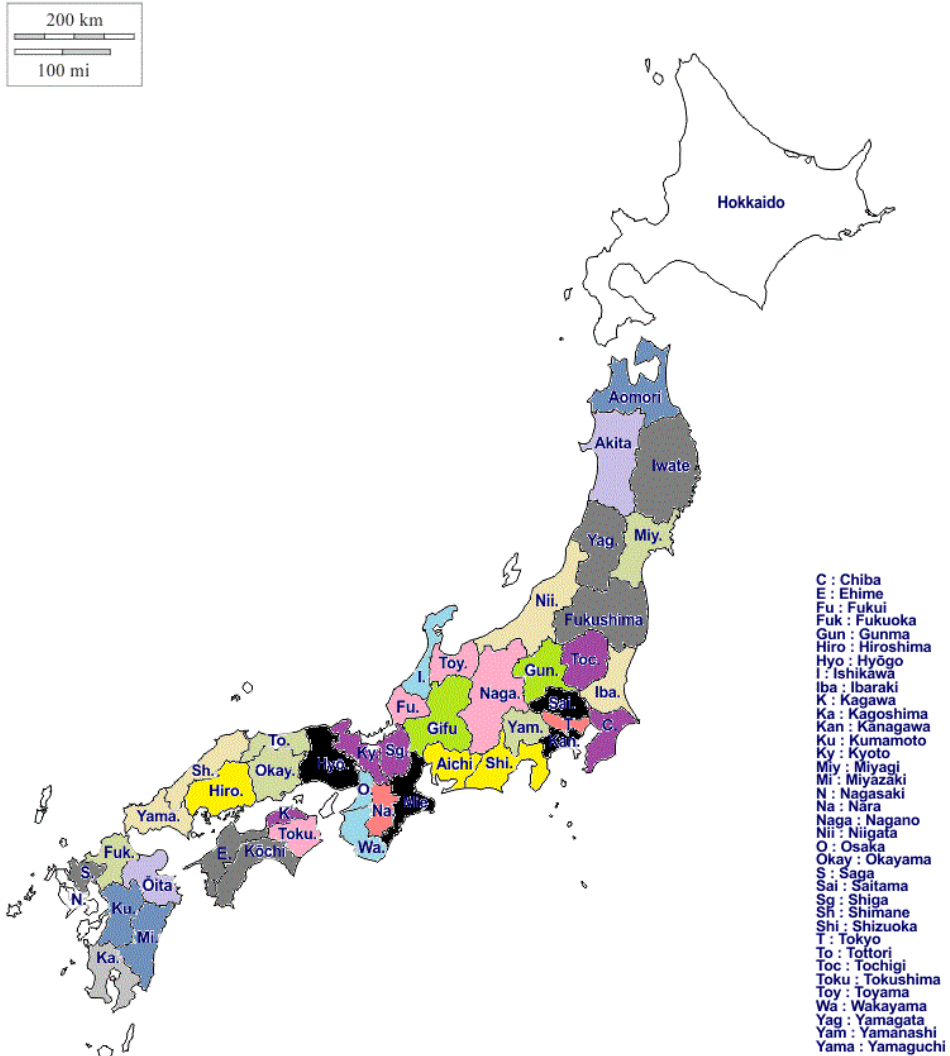 200 km
100 mi
Hokkaido
Aomori
Akita
Iwate
Yag.
Miy.
Nii.
Fukushima
I.
Toy.
Naga.
Gun.
Toc.
Iba.
Sai.
Fu.
Gifu
Yam.
T.
C.
Kan.
To.
Hyo.
Ky.
Sg.
Aichi
Shi.
Sh.
Okay.
Hiro.
O.
Na.
Mie
Yama.
K.
Toku.
Wa.
Fuk.
E.
Kōchi
S.
Ōita
N.
Ku.
Mi.
Ka.
C : Chiba
E : Ehime
Fu : Fukui
Fuk : Fukuoka
Gun : Gunma
Hiro : Hiroshima
Hyo : Hyōgo
I : Ishikawa
Iba : Ibaraki
K : Kagawa
Ka : Kagoshima
Kan : Kanagawa
Ku : Kumamoto
Ky : Kyoto
Miy : Miyagi
Mi : Miyazaki
N : Nagasaki
Na : Nara
Naga : Nagano
Nii : Niigata
O : Osaka
Okay : Okayama
S : Saga
Sai : Saitama
Sg : Shiga
Sh : Shimane
Shi : Shizuoka
T : Tokyo
To : Tottori
Toc : Tochigi
Toku : Tokushima
Toy : Toyama
Wa : Wakayama
Yag : Yamagata
Yam : Yamanashi
Yama : Yamaguchi